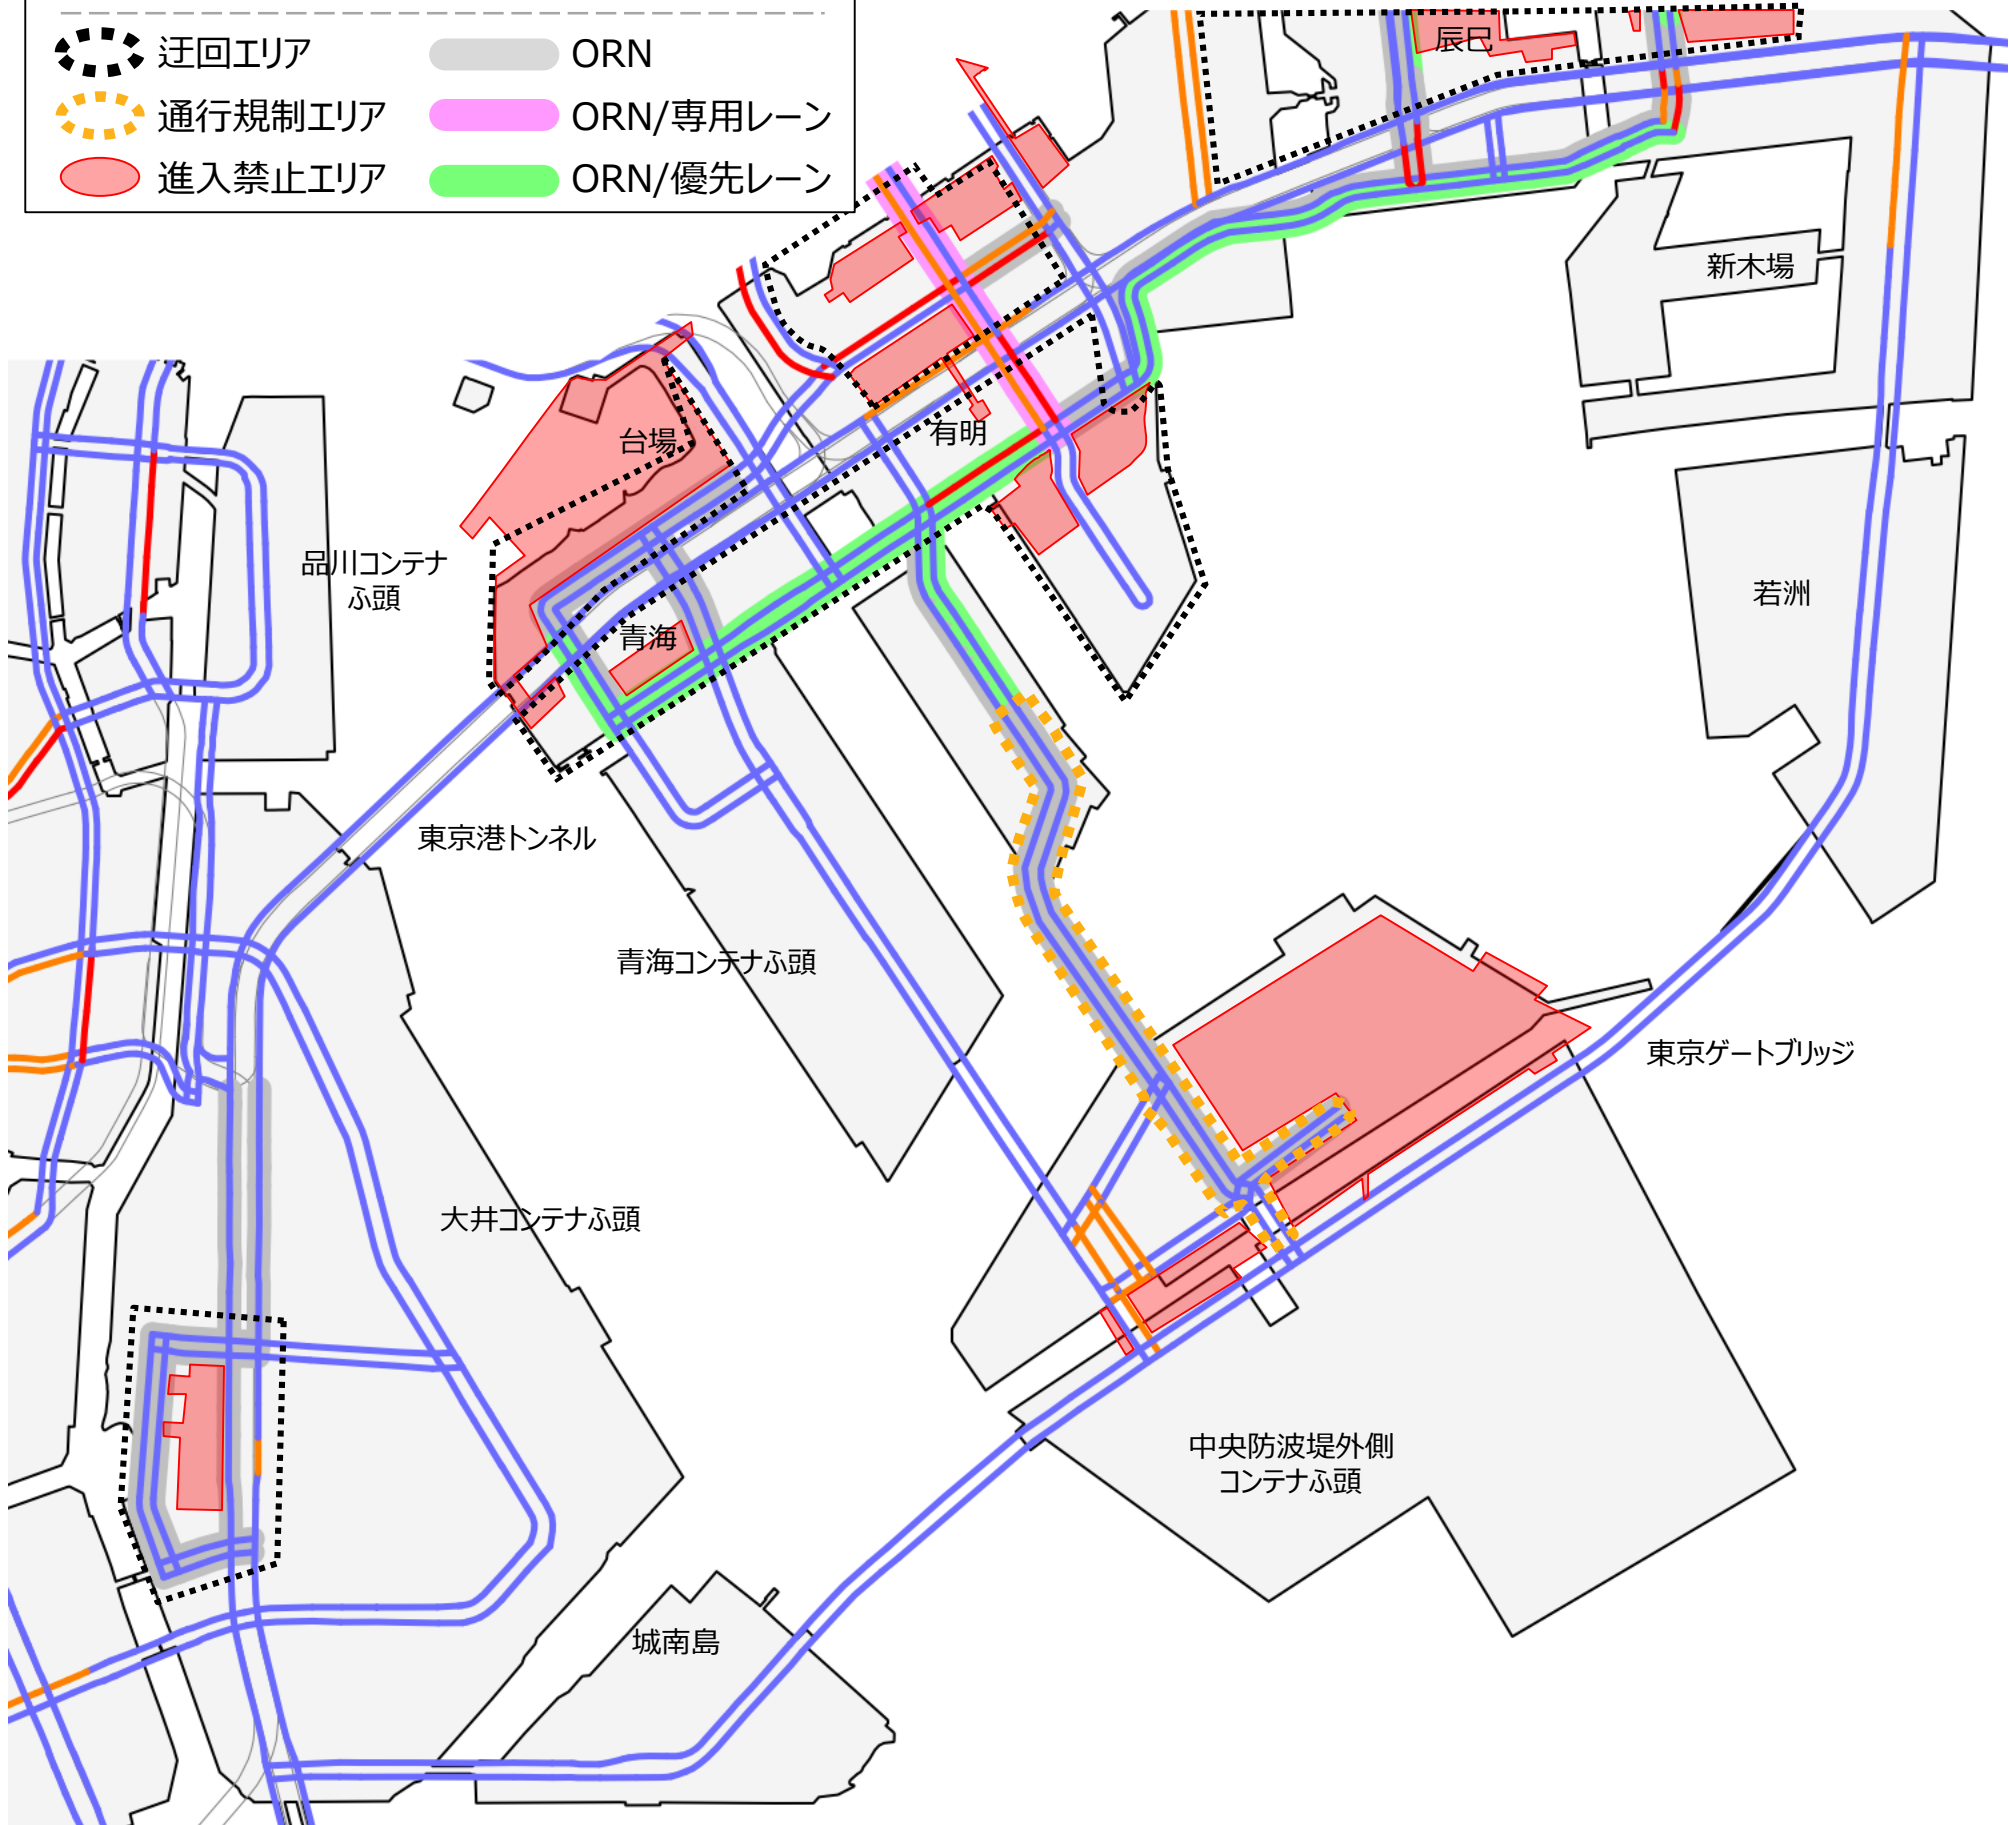 迂回エリア
ORN
通行規制エリア
ORN/専用レーン
進入禁止エリア
ORN/優先レーン
辰巳
新木場
有明
台場
品川コンテナ
ふ頭
若洲
青海
東京港トンネル
青海コンテナふ頭
東京ゲートブリッジ
大井コンテナふ頭
中央防波堤外側
コンテナふ頭
城南島